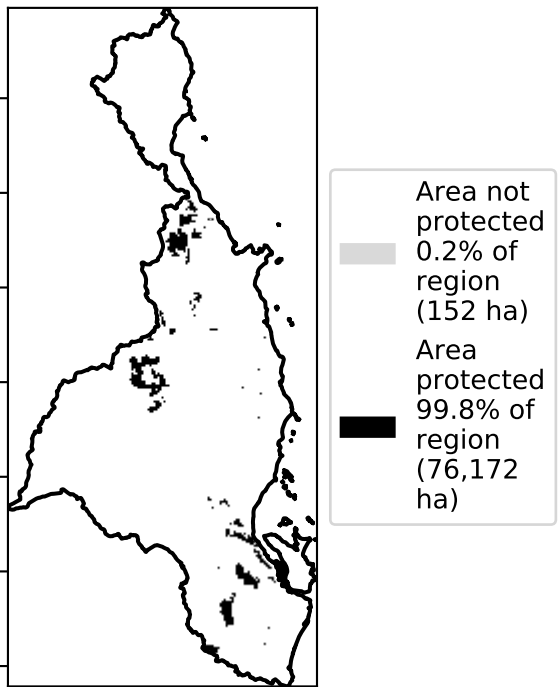 Area not
protected
0.2% of
region
(152 ha)
Area
protected
99.8% of
region
(76,172
ha)